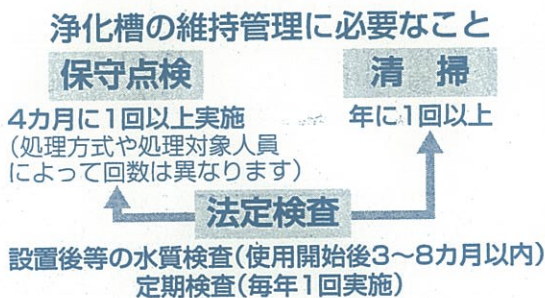 浄化槽の維持管理に必要なこと
保守点検
4カ月に1回以上実施
(処理方式や処理対象人員
によって回数は異なります)
清 掃
年に1回以上
法定検査
設置後等の水質検査(使用開始後3〜8カ月以内)
定期検査(毎年1回実施)